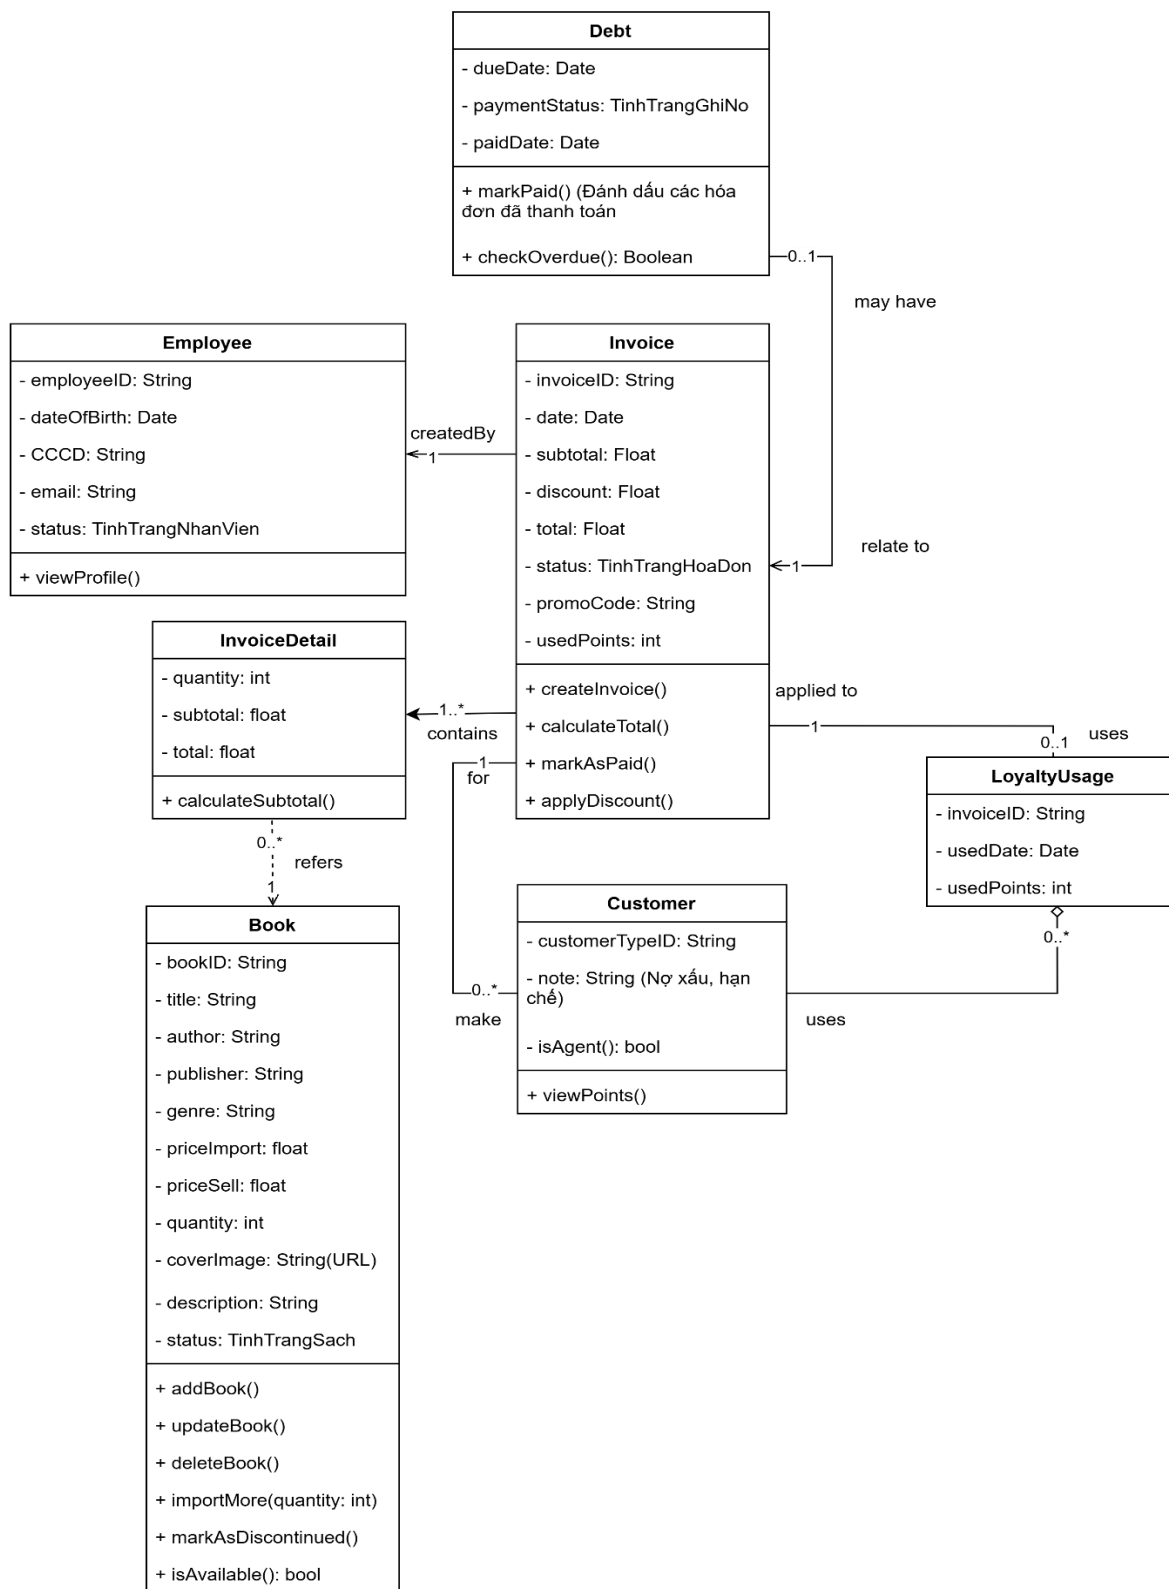 Debt
- dueDate: Date
- paymentStatus: TinhTrangGhiNo
- paidDate: Date
+ markPaid() (Đánh dấu các hóa
đơn đã thanh toán
+ checkOverdue(): Boolean
0..1
may have
relate to
1
Employee
- employeeID: String
- dateOfBirth: Date
- CCCD: String
- email: String
- status: TinhTrangNhanVien
+ viewProfile()
createdBy
1
Invoice
- invoiceID: String
- date: Date
- subtotal: Float
- discount: Float
- total: Float
- status: TinhTrangHoaDon
- promoCode: String
- usedPoints: int
+ createInvoice()
+ calculateTotal()
+ markAsPaid()
+ applyDiscount()
InvoiceDetail
- quantity: int
- subtotal: float
- total: float
+ calculateSubtotal()
1..*
contains
1
for
applied to
1
0..1
uses
LoyaltyUsage
- invoiceID: String
- usedDate: Date
- usedPoints: int
0..*
uses
0..*
refers
1
Customer
- customerTypeID: String
- note: String (Nợ xấu, hạn
chế)
- isAgent(): bool
+ viewPoints()
0..*
make
Book
- bookID: String
- title: String
- author: String
- publisher: String
- genre: String
- priceImport: float
- priceSell: float
- quantity: int
- coverImage: String(URL)
- description: String
- status: TinhTrangSach
+ addBook()
+ updateBook()
+ deleteBook()
+ importMore(quantity: int)
+ markAsDiscontinued()
+ isAvailable(): bool